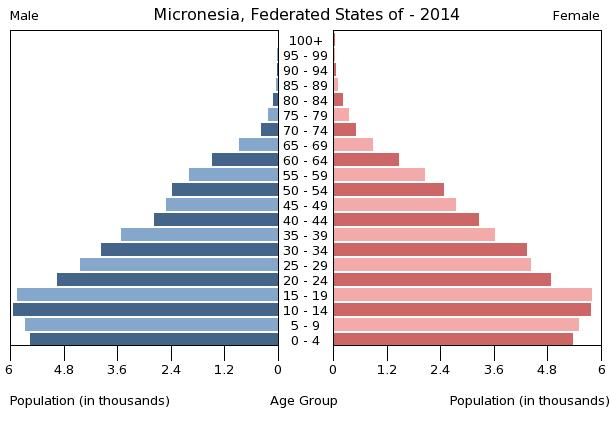 Micronesia, Federated States of - 2014
Male
Female
100+
95 - 99
90 - 94
85 - 89
80 - 84
75 - 79
70 - 74
65 - 69
60 - 64
55 - 59
50 - 54
45 - 49
40 - 44
35 - 39
30 - 34
25 - 29
20 - 24
15 - 19
10 - 14
5 - 9
0 - 4
6 4.8 3.6 2.4 1.2 0 0 1.2 2.4 3.6 4.8 6
Population (in thousands) Age Group Population (in thousands)